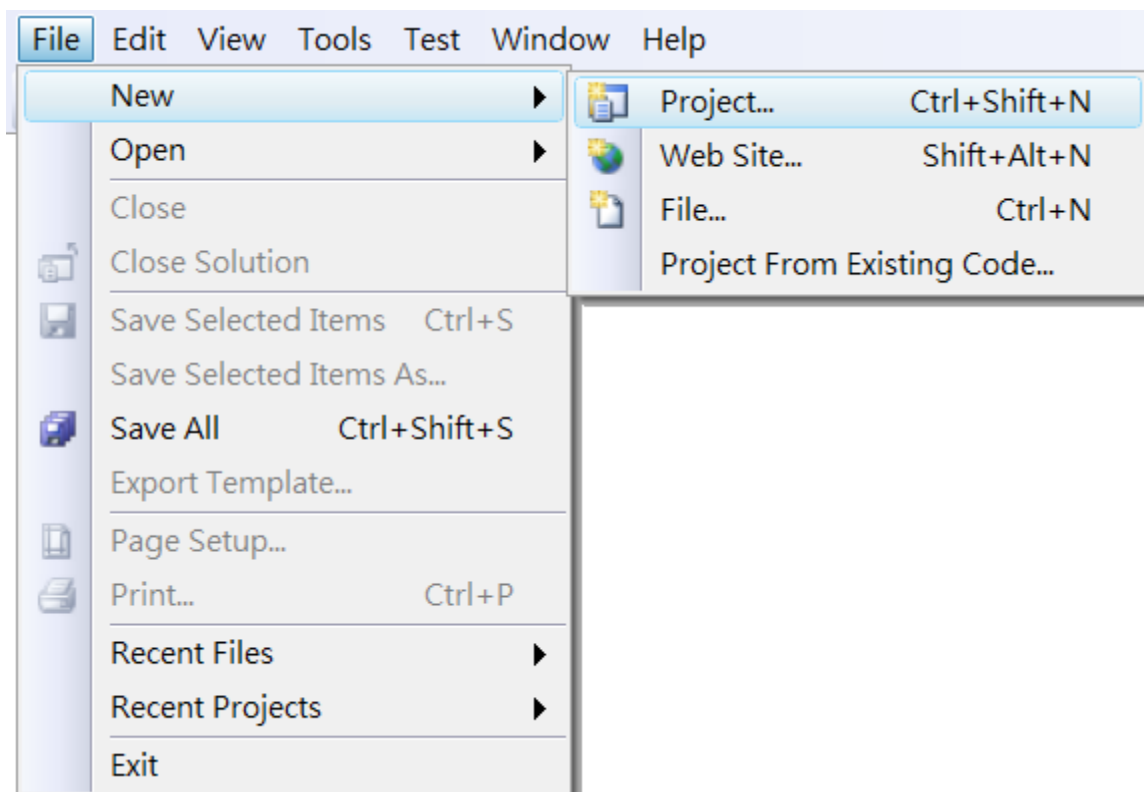 File Edit View Tools Test Window Help
New
Open
Close
Close Solution
Save Selected Items Ctrl+S
Save Selected Items As...
Save All Ctrl+Shift+S
Export Template...
Page Setup...
Print... Ctrl+P
Recent Files
Recent Projects
Exit
Project... Ctrl+Shift+N
Web Site... Shift+Alt+N
File... Ctrl+N
Project From Existing Code...